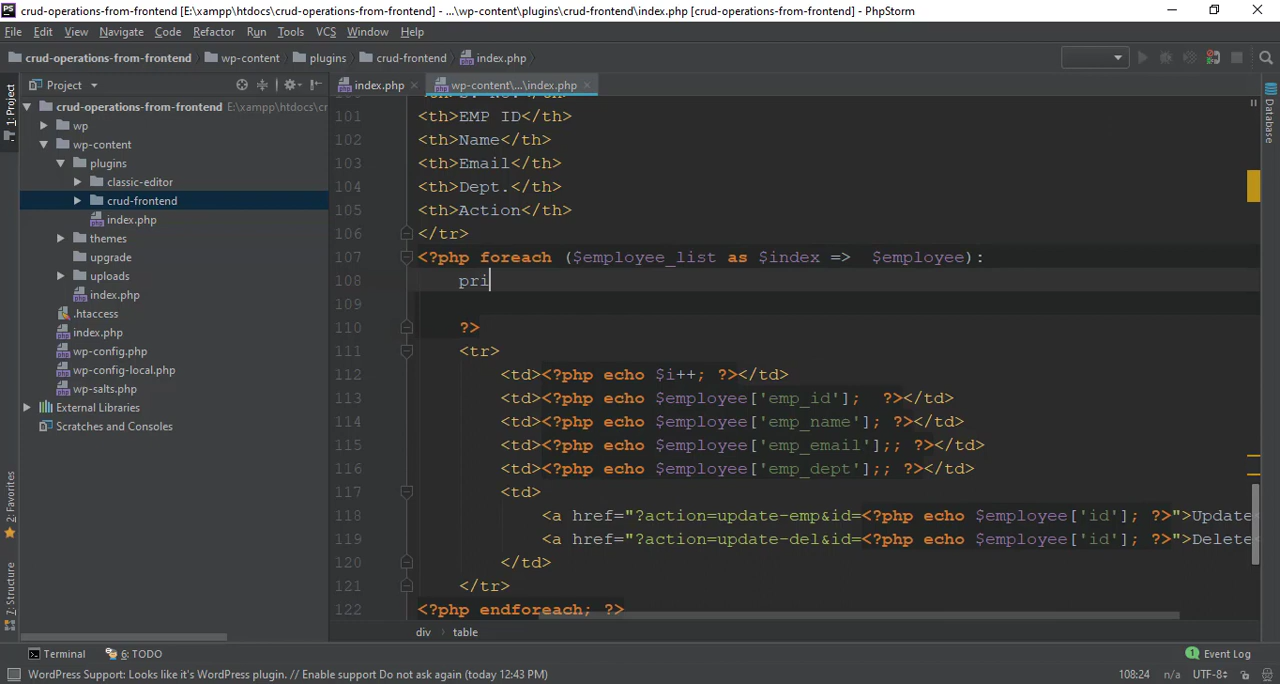 crud-operations-from-frontend [E:\xampp\htdocs\crud-operations-from-frontend] - ...\wp-content\plugins\crud-frontend\index.php [crud-operations-from-frontend] - PhpStorm
File Edit View Navigate Code Refactor Run Tools VCS Window Help
crud-operations-from-frontend wp-content plugins crud-frontend index.php
Project
index.php
wp-content\...\index.php
1: Project
2: Favorites
7: Structure
Database
crud-operations-from-frontend E:\xampp\htdocs\cr
wp
wp-content
plugins
classic-editor
crud-frontend
index.php
themes
upgrade
uploads
index.php
.htaccess
index.php
wp-config.php
wp-config-local.php
wp-salts.php
External Libraries
Scratches and Consoles
101 <th>EMP ID</th>
102 <th>Name</th>
103 <th>Email</th>
104 <th>Dept.</th>
105 <th>Action</th>
106 </tr>
107 <?php foreach ($employee_list as $index =>  $employee):
108 pri
109
110 ?>
111 <tr>
112 <td><?php echo $i++; ?></td>
113 <td><?php echo $employee['emp_id'];  ?></td>
114 <td><?php echo $employee['emp_name']; ?></td>
115 <td><?php echo $employee['emp_email'];; ?></td>
116 <td><?php echo $employee['emp_dept'];; ?></td>
117 <td>
118 <a href="?action=update-emp&id=<?php echo $employee['id']; ?>">Update<
119 <a href="?action=update-del&id=<?php echo $employee['id']; ?>">Delete<
120 </td>
121 </tr>
122 <?php endforeach; ?>
div table
Terminal 6: TODO 1 Event Log
WordPress Support: Looks like it's WordPress plugin. // Enable support Do not ask again (today 12:43 PM) 108:24 n/a UTF-8